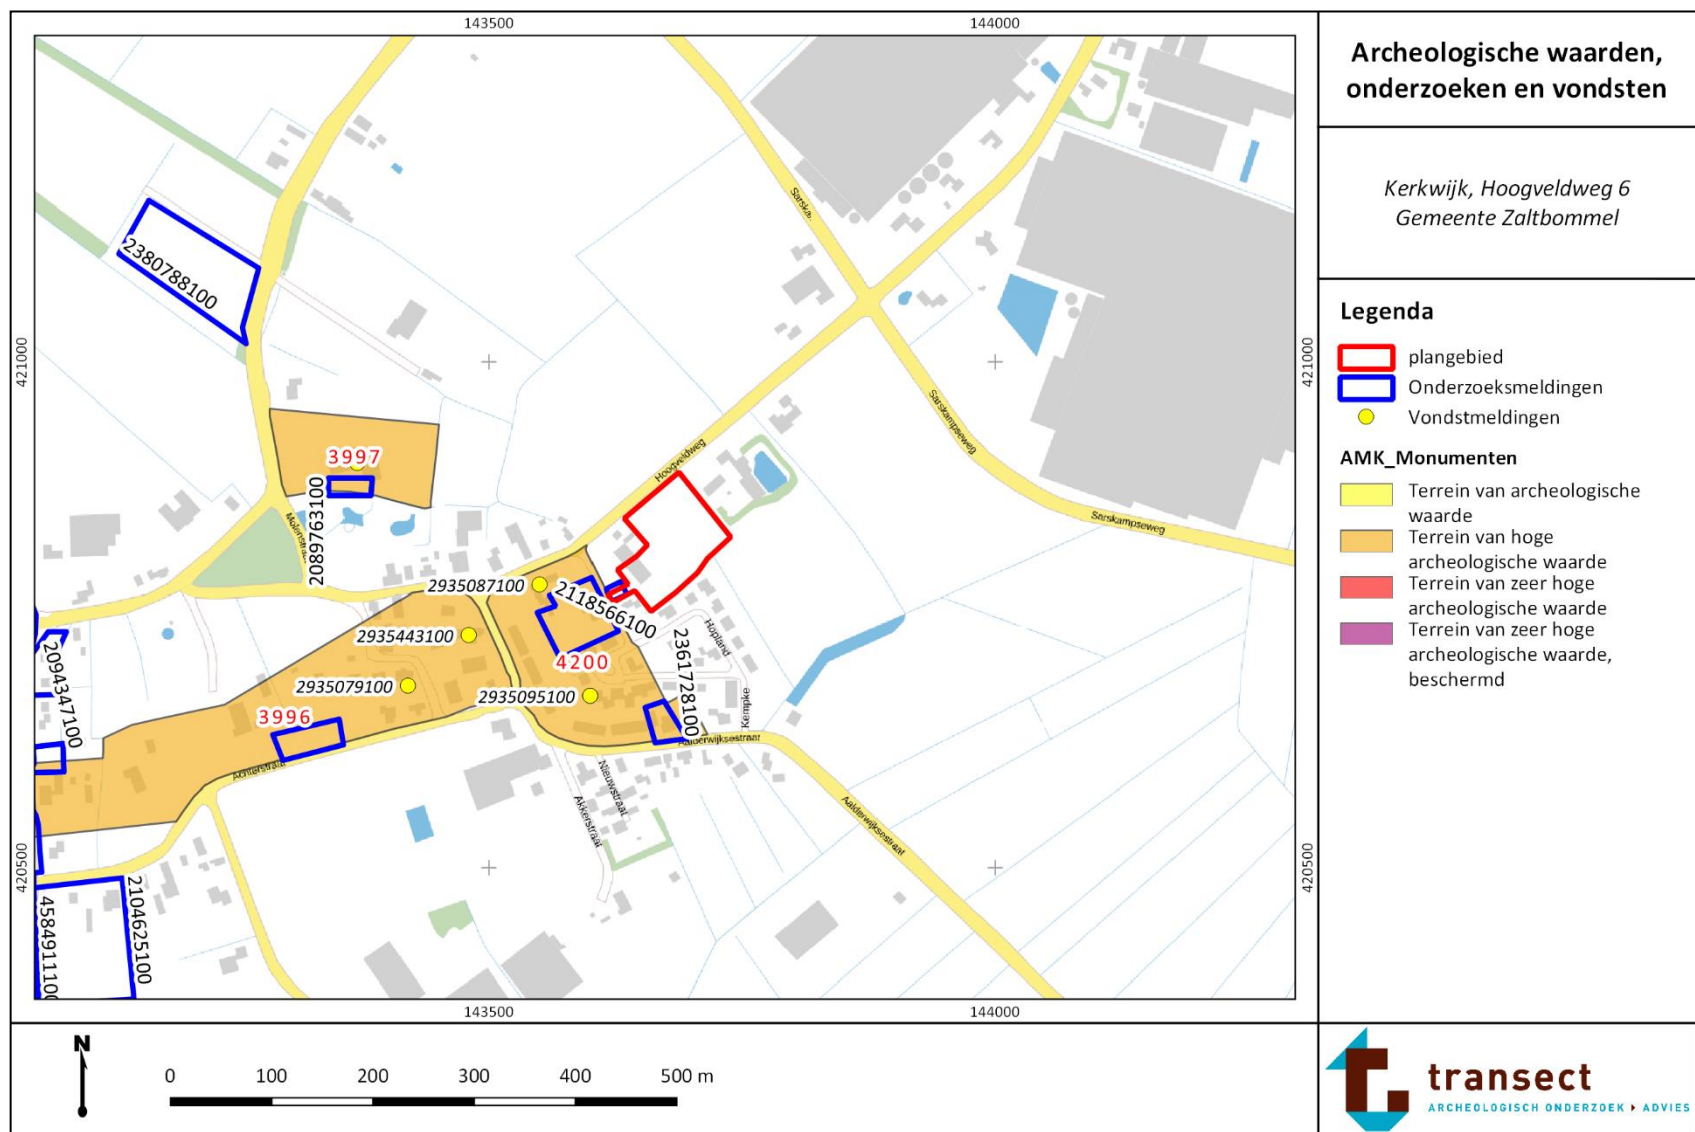 143500
144000
421000
421000
420500
420500
143500
144000
Sarska
Hoogveldweg
Sarskampseweg
Sarskampseweg
2380788100
3997
2089763100
2935087100
2118566100
2935443100
4200
2361728100
Hopland
Kempke
2935079100
2935095100
3996
2094347100
Achterstraat
Aalderwijksestraat
Nieuwstraat
Akkerstraat
Aalderwijksestraat
2104625100
4584911100
N
0 100 200 300 400 500 m
Archeologische waarden,
onderzoeken en vondsten
Kerkwijk, Hoogveldweg 6
Gemeente Zaltbommel
Legenda
plangebied
Onderzoeksmeldingen
Vondstmeldingen
AMK_Monumenten
Terrein van archeologische
waarde
Terrein van hoge
archeologische waarde
Terrein van zeer hoge
archeologische waarde
Terrein van zeer hoge
archeologische waarde,
beschermd
transect
ARCHEOLOGISCH ONDERZOEK ▸ ADVIES